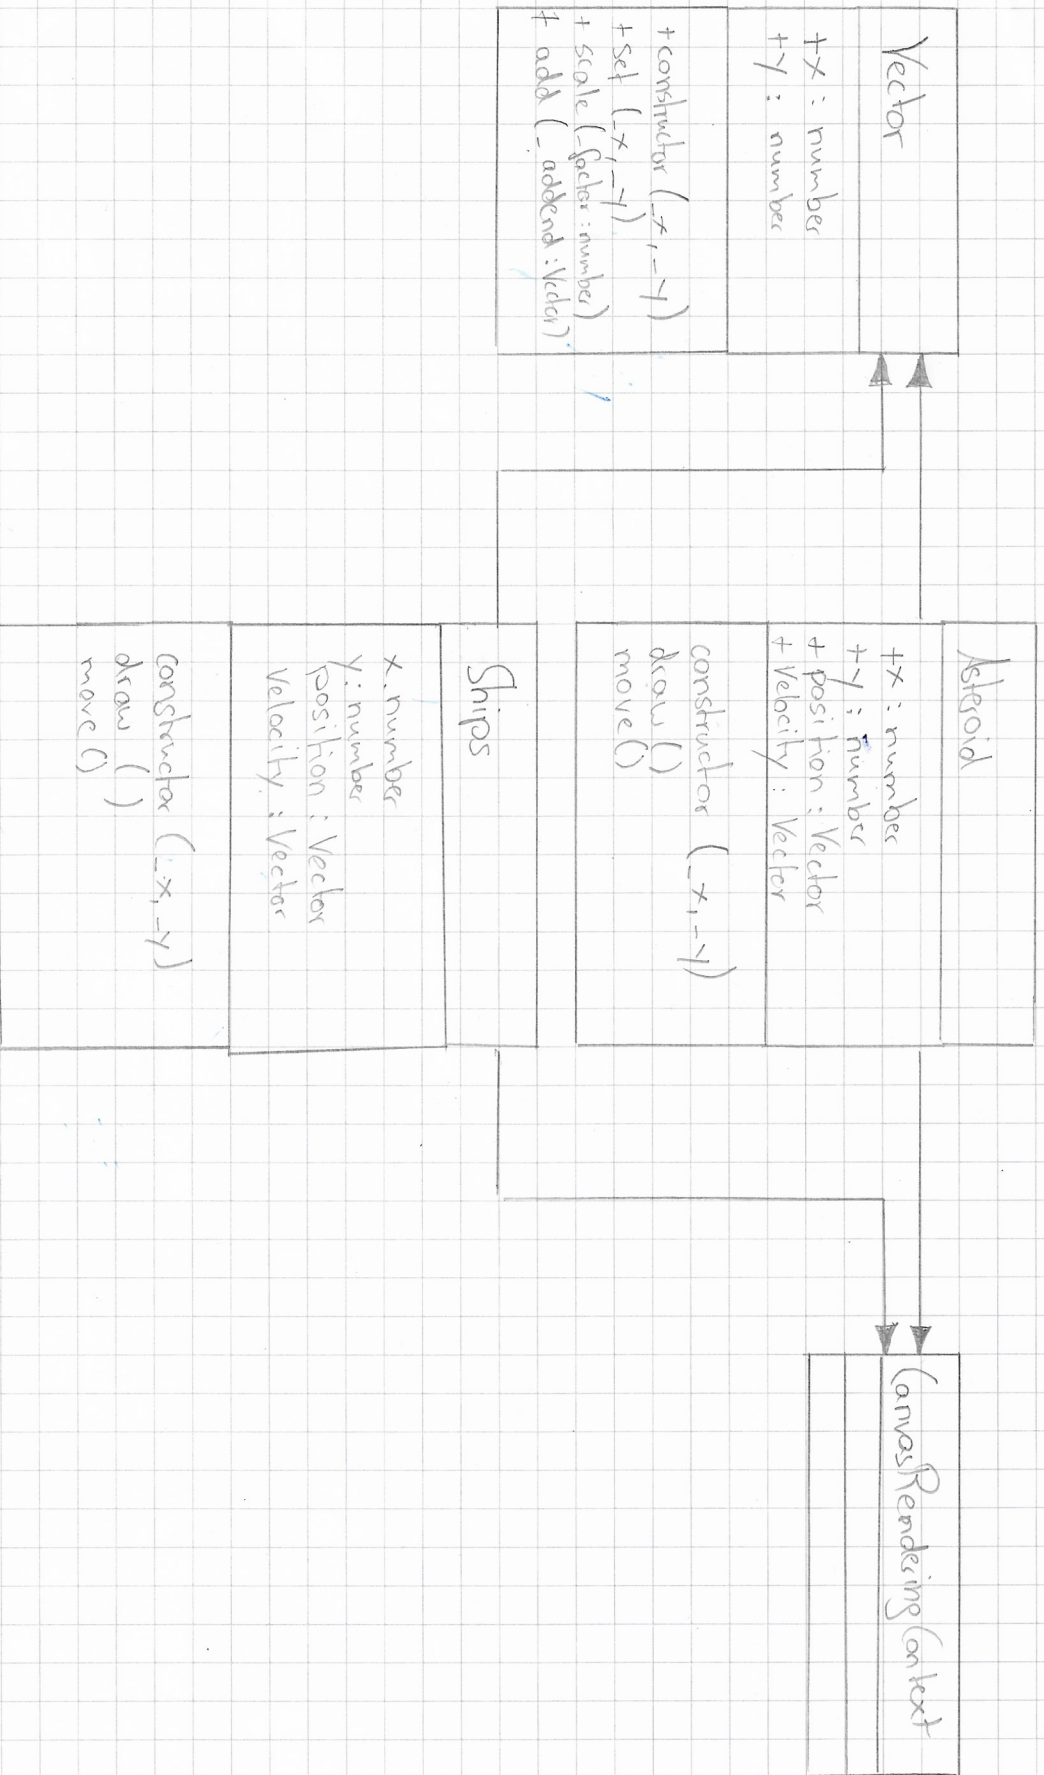 Vector
+x : number
+y : number
+constructor (_x, _y)
+set (_x, _y)
+ scale (_factor : number)
+ add (_addend : Vector)
Asteroid
+x : number
+y : number
+ position : Vector
+ velocity : Vector
constructor (_x, _y)
draw ()
move ()
Ships
x : number
y : number
position : Vector
velocity : Vector
constructor (_x, _y)
draw ( )
move ()
CanvasRendering Context